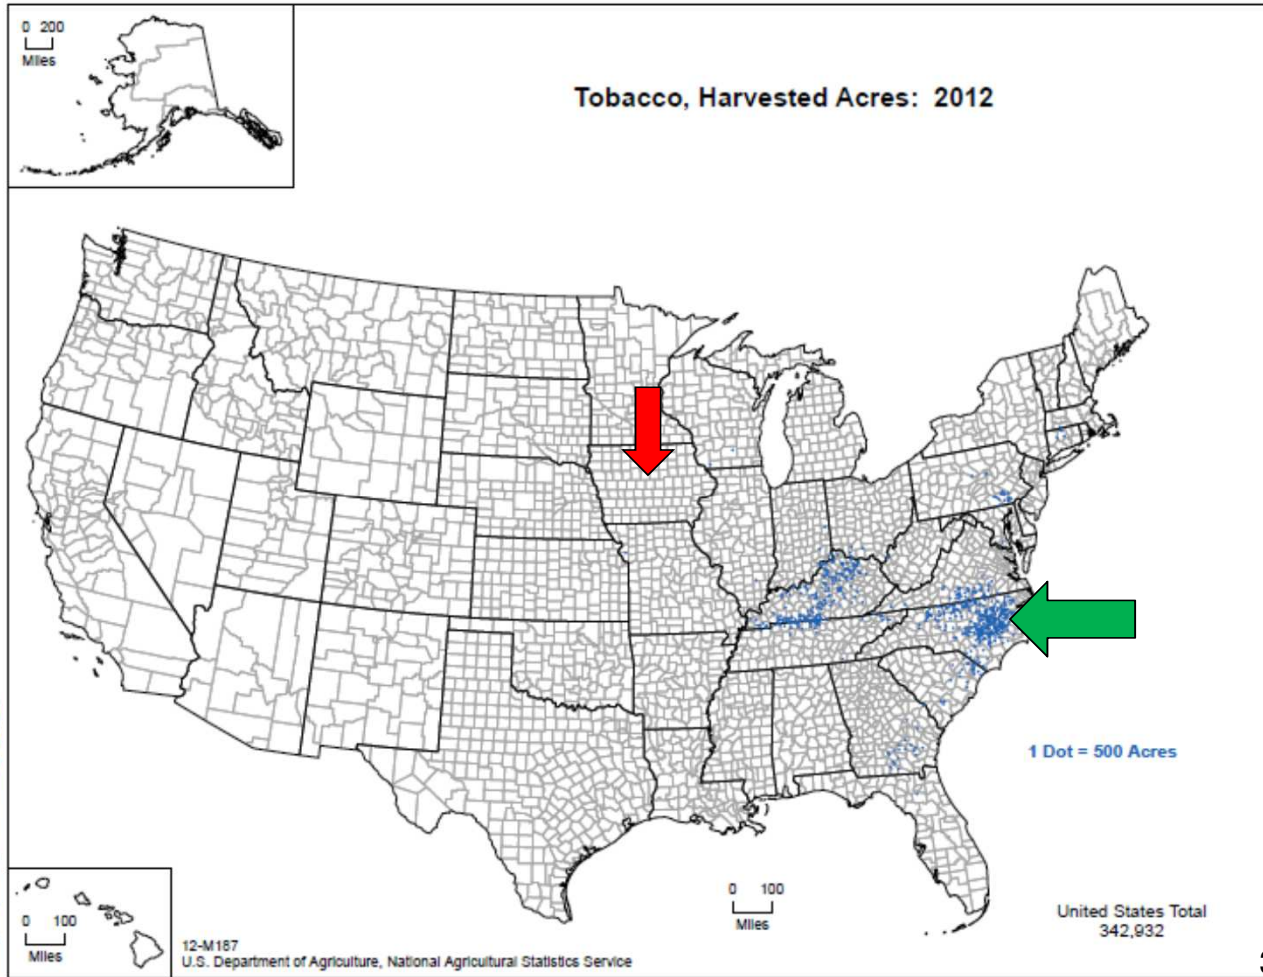 0 200
Miles
Tobacco, Harvested Acres: 2012
1 Dot = 500 Acres
0 100
Miles
0 100
Miles
United States Total
342,932
12-M187
U.S. Department of Agriculture, National Agricultural Statistics Service